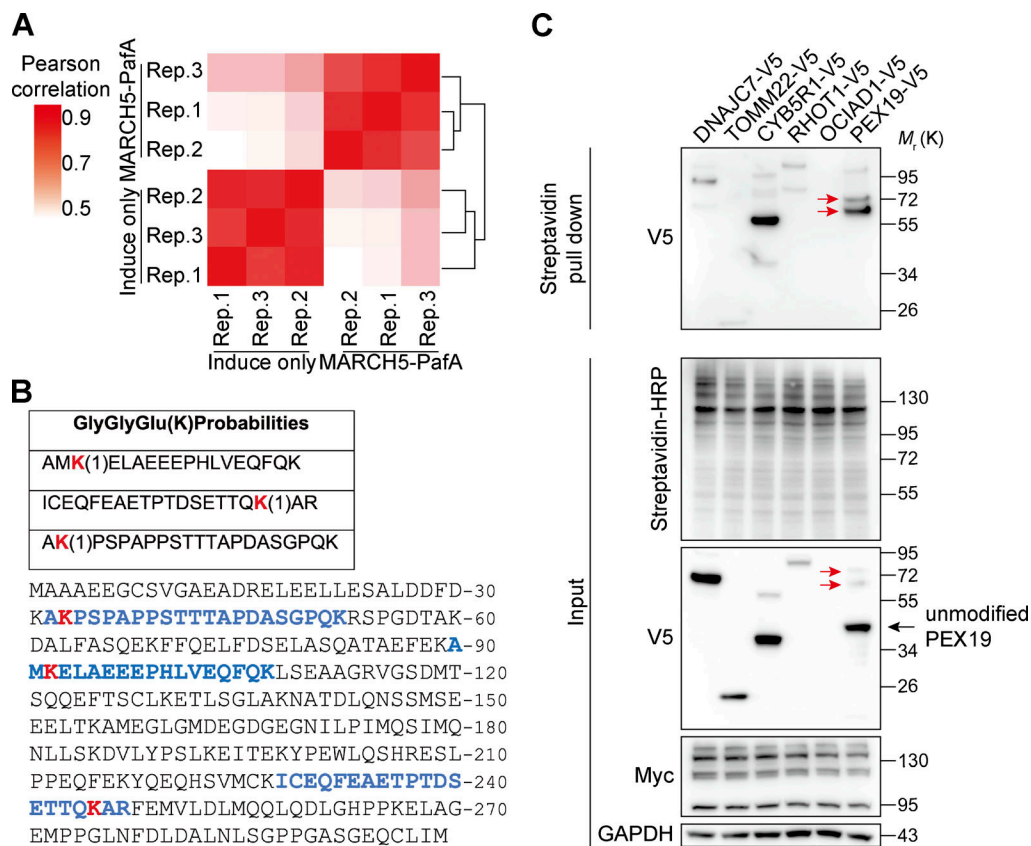 A
Pearson
correlation
0.9
0.5
MARCH5-PafA
Rep.3
Rep.1
Rep.2
Induce only
Rep.2
Rep.3
Rep.1
Rep.1
Rep.3
Rep.2
Rep.2
Rep.1
Rep.3
Induce only
MARCH5-PafA
B
GlyGlyGlu(K)Probabilities
AMK(1)ELAEEEPHLVEQFQK
ICEQFEAETPTDSETTQK(1)AR
AK(1)PSPAPPSTTTAPDASGPQK
MAAAEEGCSVGAEADRELEELLESALDDFD-30
KAKPSPAPPSTTTAPDASGPQKRSPGDTAK-60
DALFASQEKFFQELFDSELASQATAEFEKA-90
MKELAEEEPHLVEQFQKLSEAAGRVGSDMT-120
SQQEFTSCLKETLSGLAKNATDLQNSSMSE-150
EELTKAMEGLGMDEGDGEGNILPIMQSIMQ-180
NLLSKDVLYPSLKEITEKYPEWLQSHRESL-210
PPEQFEKYQEQHSVMCKICEQFEAETPTDS-240
ETTQKARFEMVLDLMQQLQDLGHPPKELAG-270
EMPPGLNFDLDALNLSGPPGASGEQCLIM
C
DNAJC7-V5
TOMM22-V5
CYB5R1-V5
RHOT1-V5
OCIAD1-V5
PEX19-V5
Mr (K)
Streptavidin
pull down
V5
95
72
55
34
26
Input
Streptavidin-HRP
130
95
72
55
V5
95
72
55
34
26
unmodified
PEX19
Myc
130
95
GAPDH
43